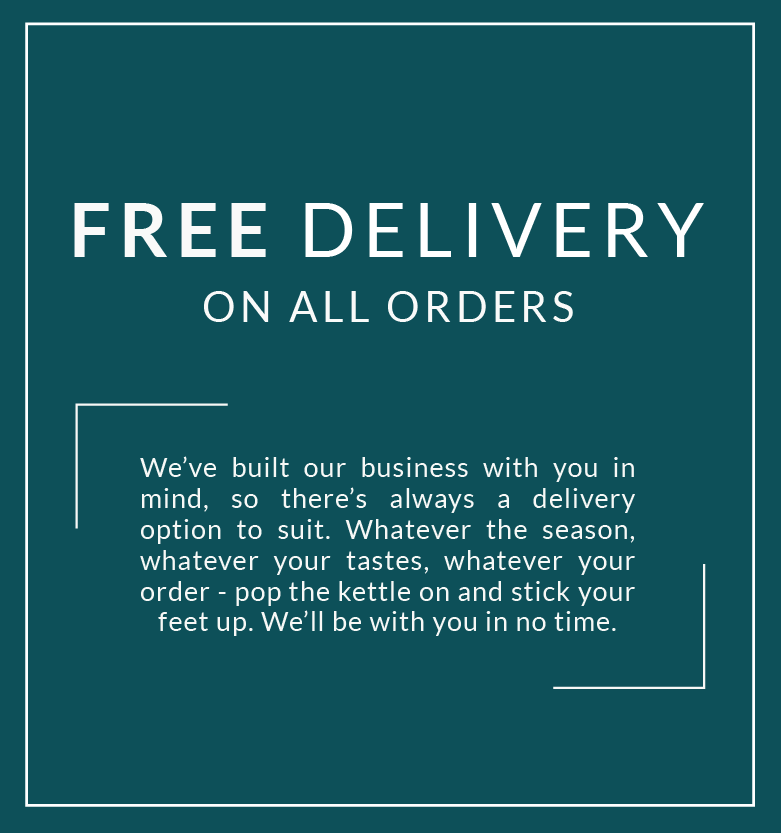 FREE DELIVERY
ON ALL ORDERS
We’ve built our business with you in
mind, so there’s always a delivery
option to suit. Whatever the season,
whatever your tastes, whatever your
order - pop the kettle on and stick your
feet up. We’ll be with you in no time.